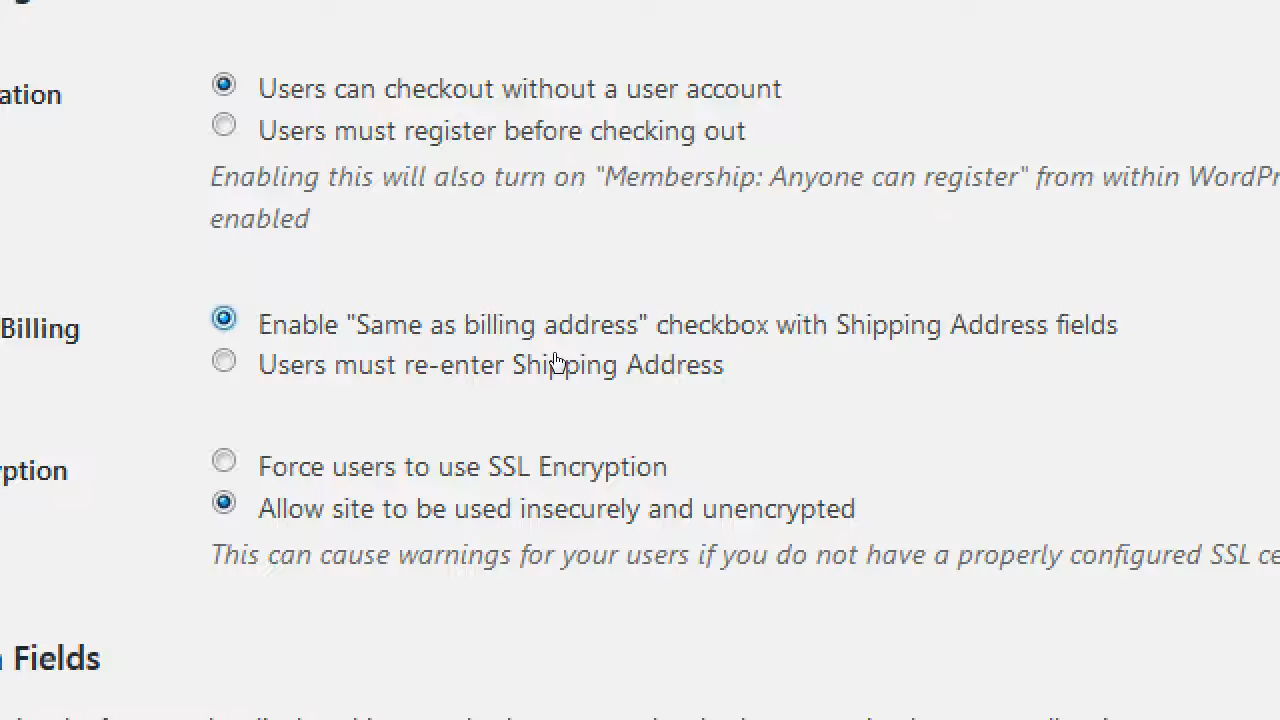 ation
Users can checkout without a user account
Users must register before checking out
Enabling this will also turn on "Membership: Anyone can register" from within WordPr
enabled
Billing
Enable "Same as billing address" checkbox with Shipping Address fields
Users must re-enter Shipping Address
yption
Force users to use SSL Encryption
Allow site to be used insecurely and unencrypted
This can cause warnings for your users if you do not have a properly configured SSL ce
Fields